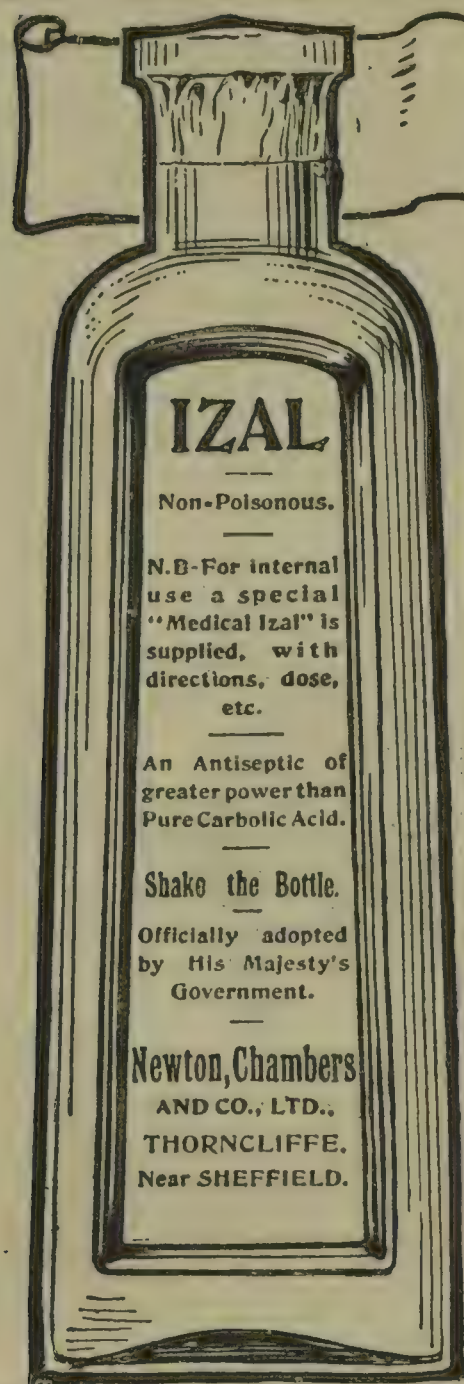 IZAL
Non-Poisonous.
N.B-For internal
use a special
"Medical Izal" is
supplied, with
directions, dose,
etc.
An Antiseptic of
greater power than
Pure Carbolic Acid.
Shake the Bottle.
Officially adopted
by His Majesty's
Government.
Newton, Chambers
AND CO., LTD.,
THORNCLIFFE.
Near SHEFFIELD.